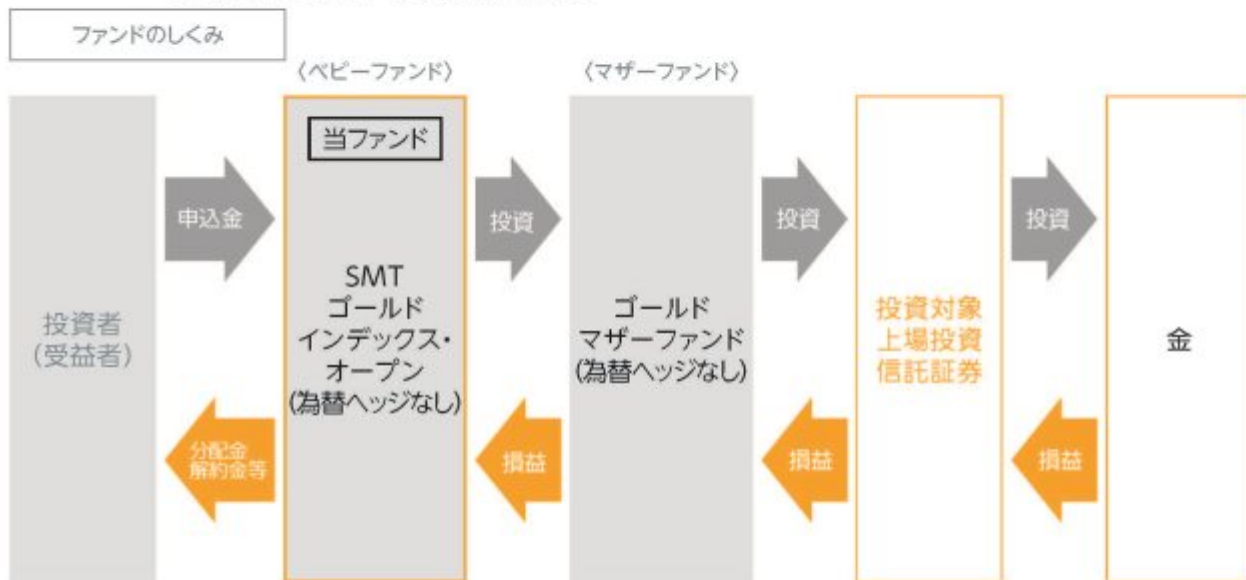 ファンドのしくみ
〈ベビーファンド〉
〈マザーファンド〉
投資者
(受益者)
申込金
分配金
解約金等
当ファンド
SMT
ゴールド
インデックス・
オープン
(為替ヘッジなし)
投資
損益
ゴールド
マザーファンド
(為替ヘッジなし)
投資
損益
投資対象
上場投資
信託証券
投資
損益
金